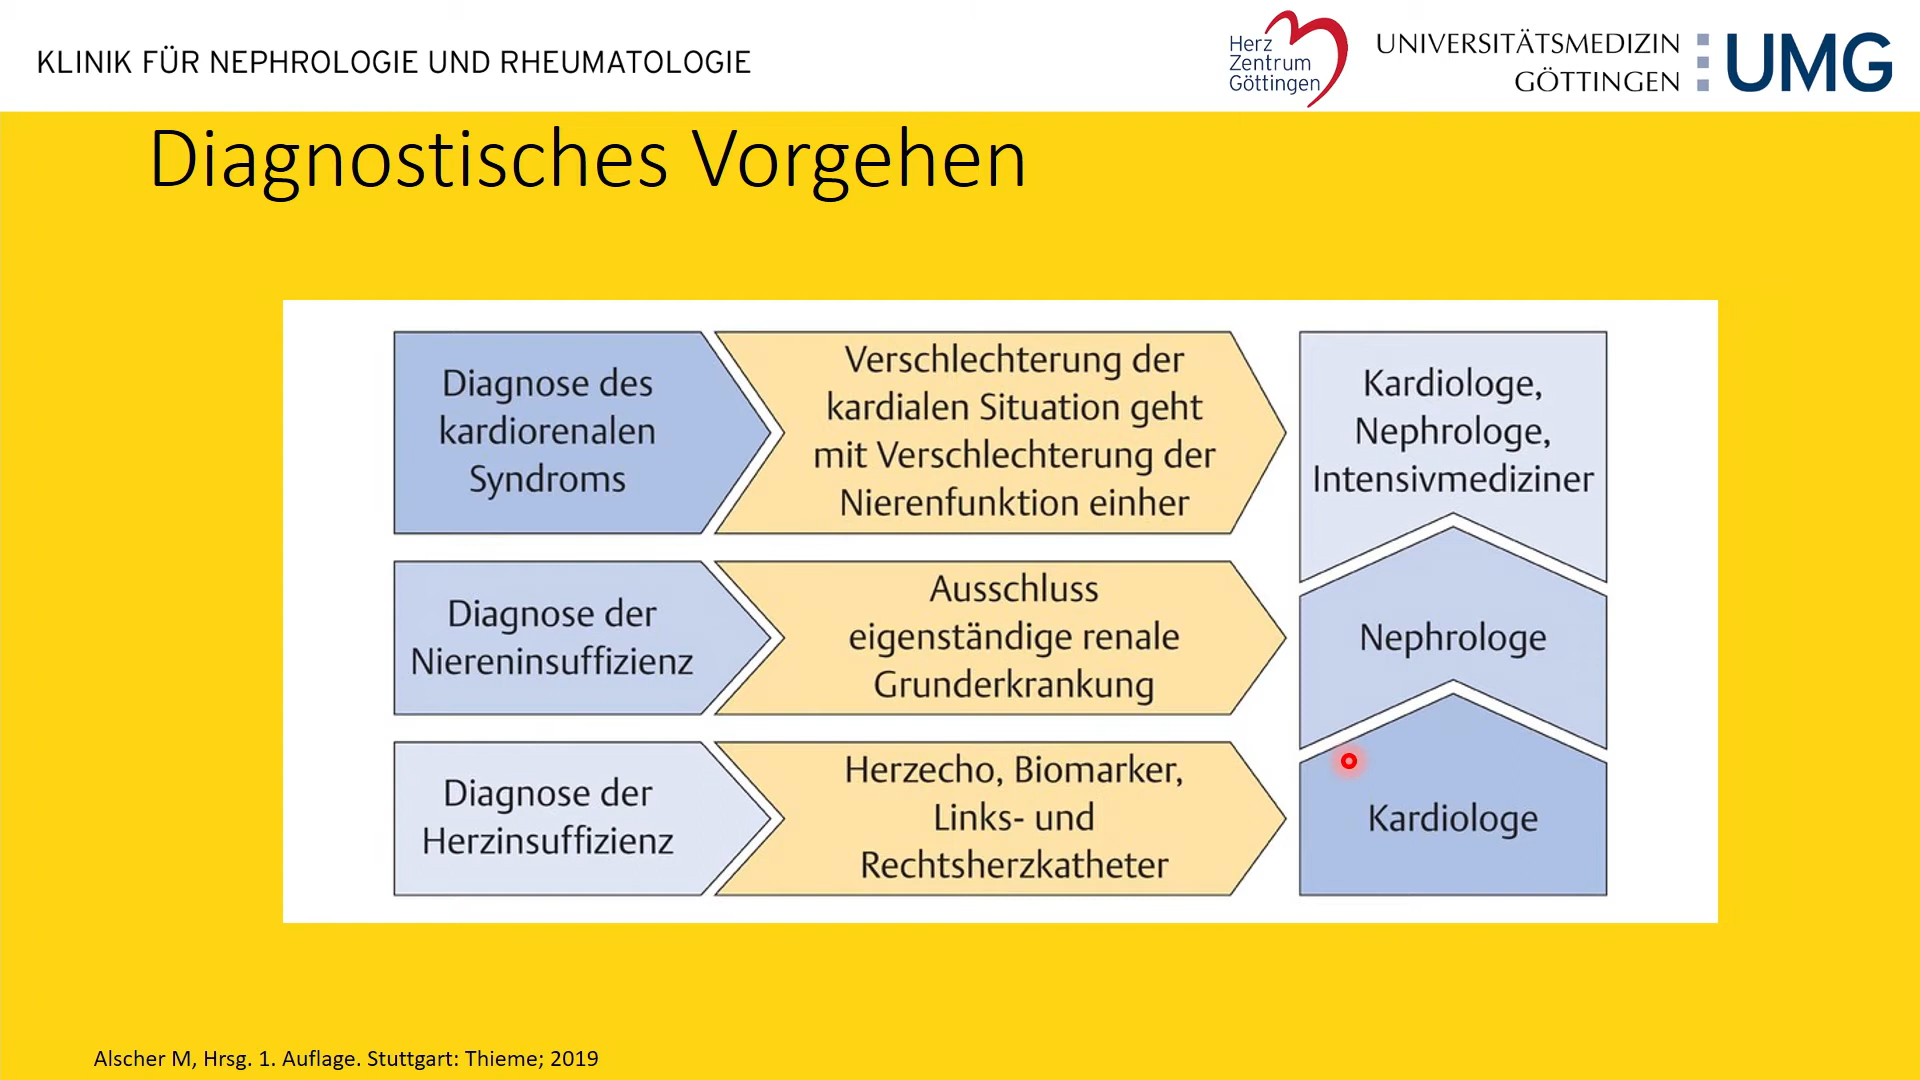 KLINIK FÜR NEPHROLOGIE UND RHEUMATOLOGIE
Herz
Zentrum
Göttingen
UNIVERSITÄTSMEDIZIN
GÖTTINGEN
UMG
Diagnostisches Vorgehen
Diagnose des
kardiorenalen
Syndroms
Verschlechterung der
kardialen Situation geht
mit Verschlechterung der
Nierenfunktion einher
Kardiologe,
Nephrologe,
Intensivmediziner
Diagnose der
Niereninsuffizienz
Ausschluss
eigenständige renale
Grunderkrankung
Nephrologe
Diagnose der
Herzinsuffizienz
Herzecho, Biomarker,
Links- und
Rechtsherzkatheter
Kardiologe
Alscher M, Hrsg. 1. Auflage. Stuttgart: Thieme; 2019